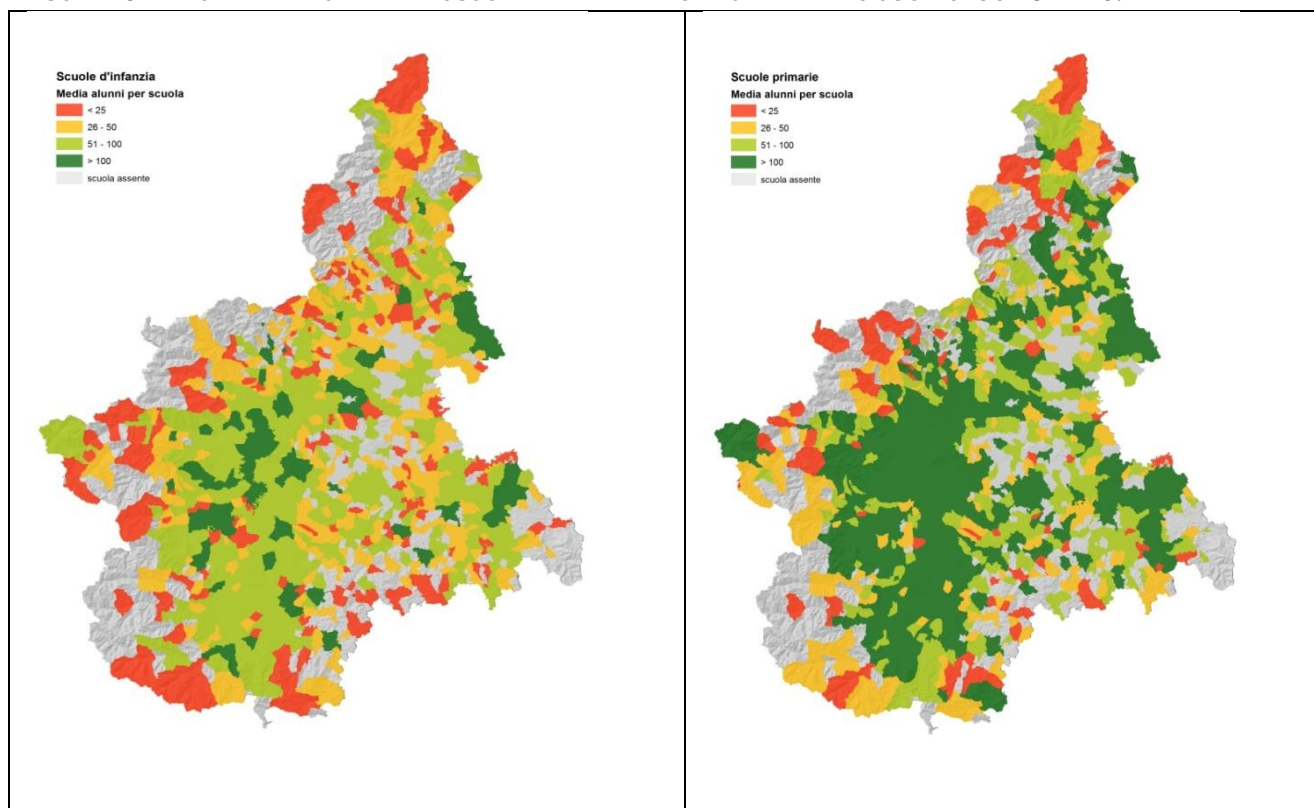 Scuole d'infanzia
Media alunni per scuola
< 25
26 - 50
51 - 100
> 100
scuola assente
Scuole primarie
Media alunni per scuola
< 25
26 - 50
51 - 100
> 100
scuola assente